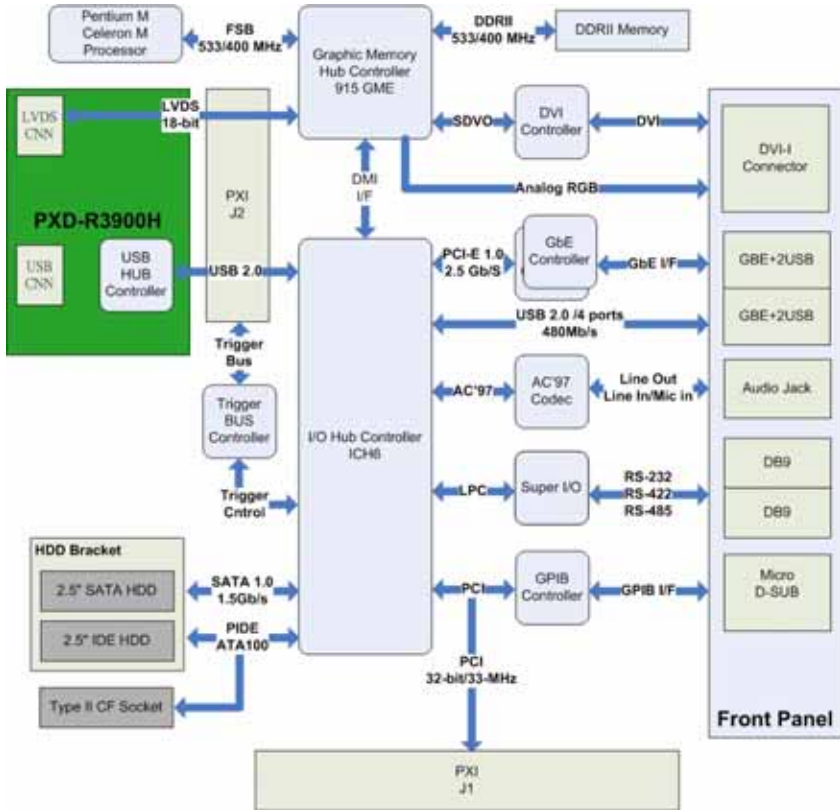 Pentium M
Celeron M
Processor
FSB
533/400 MHz
Graphic Memory
Hub Controller
915 GME
DDRII
533/400 MHz
DDRII Memory
LVDS
CNN
LVDS
18-bit
PXI
J2
SDVO
DVI
Controller
DVI
DVI-I
Connector
Analog RGB
DMI
I/F
PXD-R3900H
USB
CNN
USB
HUB
Controller
USB 2.0
PCI-E 1.0
2.5 Gb/S
GbE
Controller
GbE I/F
GBE+2USB
USB 2.0 /4 ports
480Mb/s
GBE+2USB
Trigger
Bus
Trigger
BUS
Controller
Trigger
Cntrol
I/O Hub Controller
ICH6
AC'97
AC'97
Codec
Line Out
Line In/Mic in
Audio Jack
LPC
Super I/O
RS-232
RS-422
RS-485
DB9
DB9
HDD Bracket
2.5" SATA HDD
SATA 1.0
1.5Gb/s
2.5" IDE HDD
PIDE
ATA100
Type II CF Socket
PCI
GPIB
Controller
GPIB I/F
Micro
D-SUB
PCI
32-bit/33-MHz
Front Panel
PXI
J1